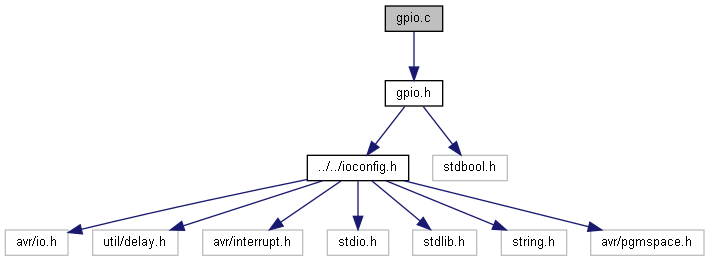 gpio.c
gpio.h
../../ioconfig.h
stdbool.h
avr/io.h
util/delay.h
avr/interrupt.h
stdio.h
stdlib.h
string.h
avr/pgmspace.h